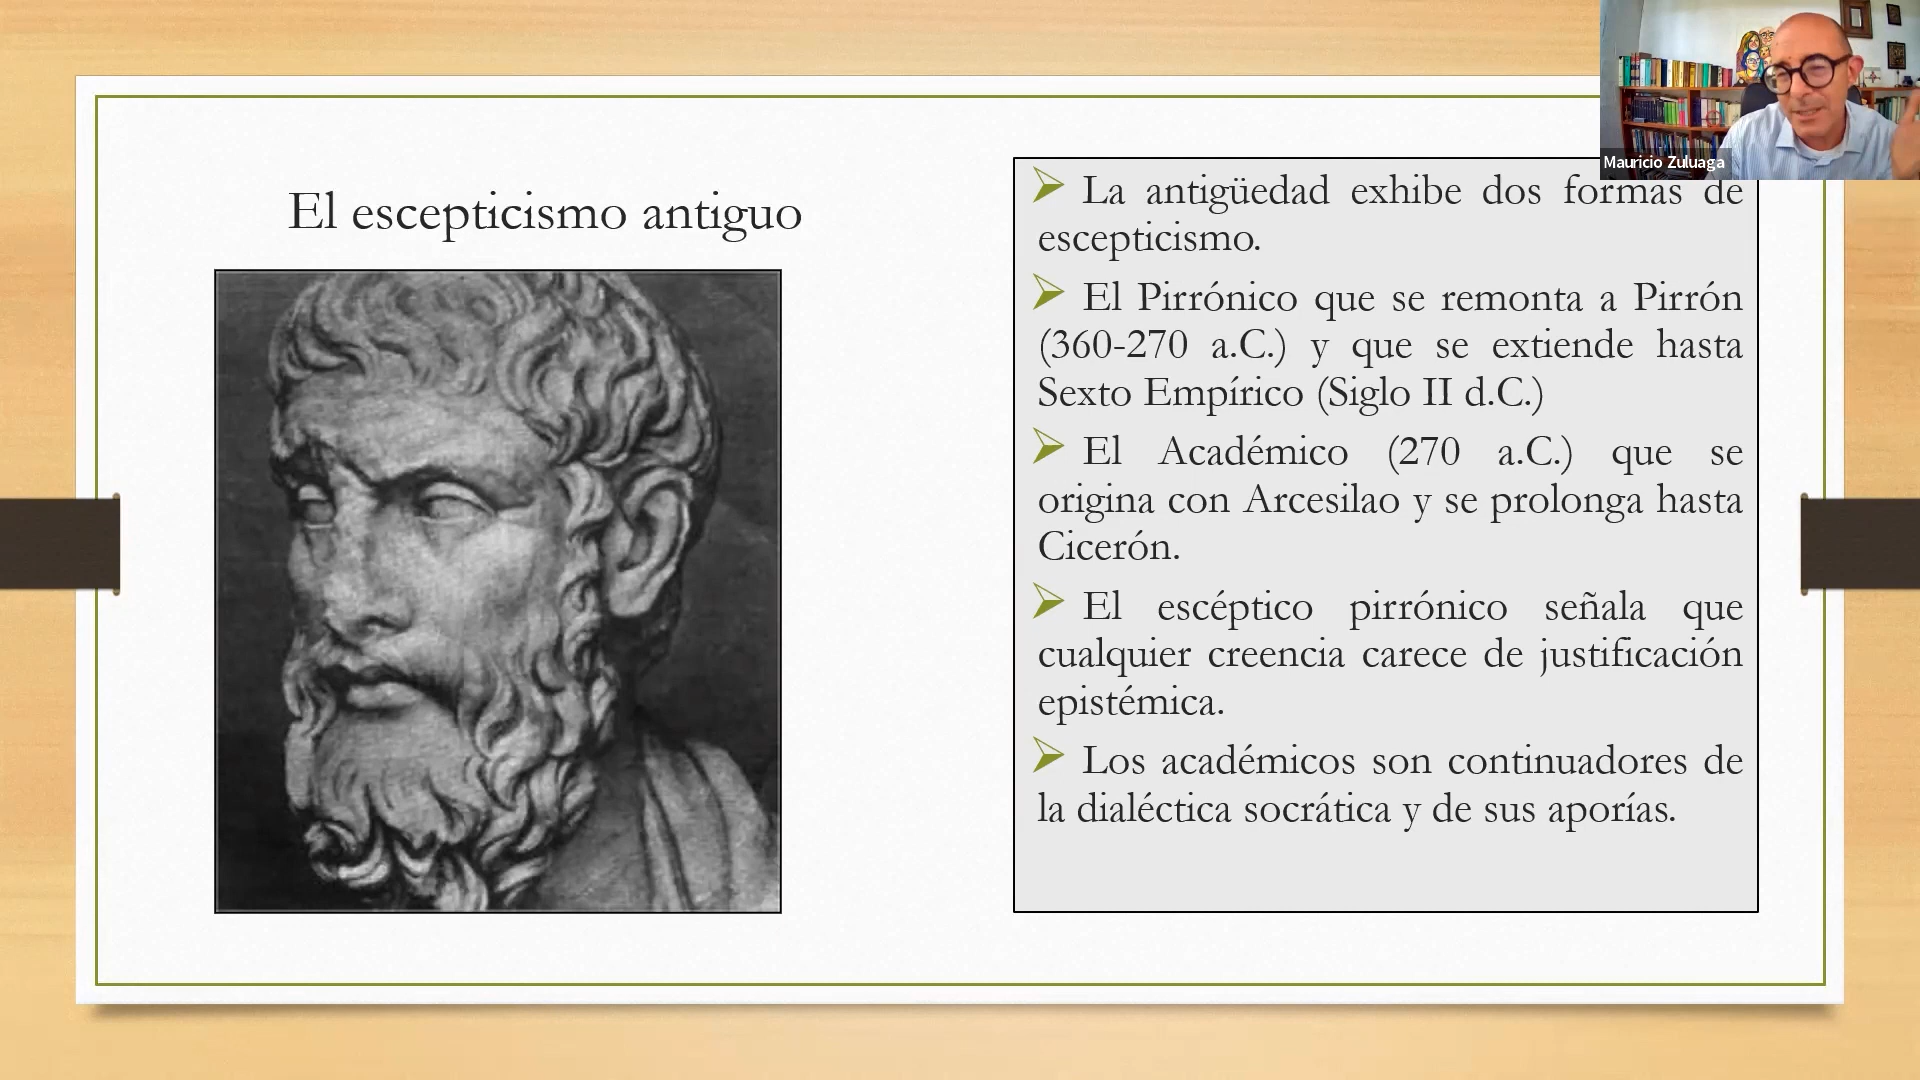 Mauricio Zuluaga
El escepticismo antiguo
La antigüedad exhibe dos formas de
escepticismo.
El Pirrónico que se remonta a Pirrón
(360-270 a.C.) y que se extiende hasta
Sexto Empírico (Siglo II d.C.)
El Académico (270 a.C.) que se
origina con Arcesilao y se prolonga hasta
Cicerón.
El escéptico pirrónico señala que
cualquier creencia carece de justificación
epistémica.
Los académicos son continuadores de
la dialéctica socrática y de sus aporías.